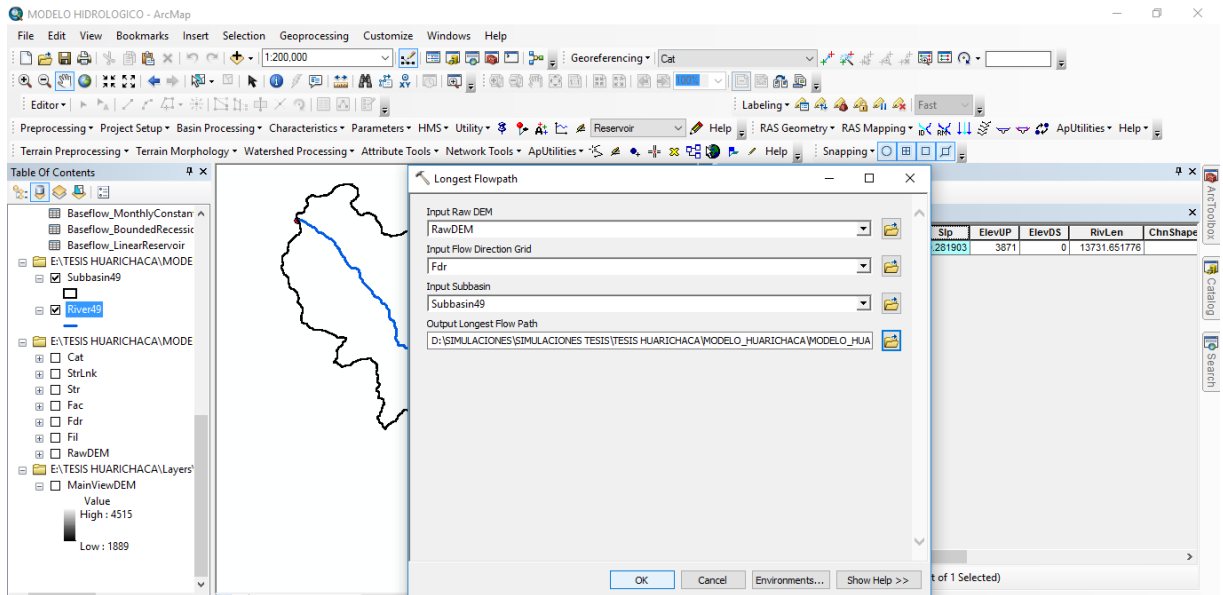 MODELO HIDROLOGICO - ArcMap
File Edit View Bookmarks Insert Selection Geoprocessing Customize Windows Help
1:200,000 Georeferencing Cat
100%
Editor Labeling Fast
Preprocessing Project Setup Basin Processing Characteristics Parameters HMS Utility Reservoir Help RAS Geometry RAS Mapping ApUtilities Help
Terrain Preprocessing Terrain Morphology Watershed Processing Attribute Tools Network Tools ApUtilities Help Snapping
Table Of Contents
Baseflow_MonthlyConstan
Baseflow_BoundedRecessic
Baseflow_LinearReservoir
E:\TESIS HUARICHACA\MODE
Subbasin49
River49
E:\TESIS HUARICHACA\MODE
Cat
StrLnk
Str
Fac
Fdr
Fil
RawDEM
E:\TESIS HUARICHACA\Layers
MainViewDEM
Value
High : 4515
Low : 1889
Longest Flowpath
Input Raw DEM
RawDEM
Input Flow Direction Grid
Fdr
Input Subbasin
Subbasin49
Output Longest Flow Path
D:\SIMULACIONES\SIMULACIONES TESIS\TESIS HUARICHACA\MODELO_HUARICHACA\MODELO_HUA
OK Cancel Environments... Show Help >>
Slp ElevUP ElevDS RivLen ChnShape
.281903 3871 0 13731.651776
t of 1 Selected)
ArcToolbox
Catalog
Search